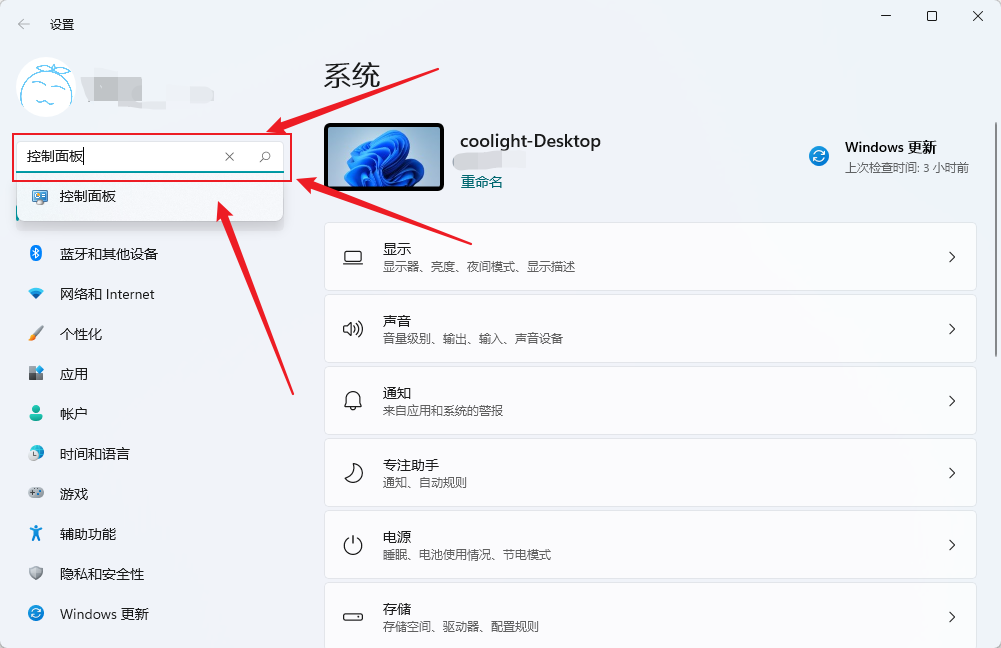 设置
控制面板
控制面板
蓝牙和其他设备
网络和 Internet
个性化
应用
帐户
时间和语言
游戏
辅助功能
隐私和安全性
Windows 更新
系统
coolight-Desktop
重命名
Windows 更新
上次检查时间: 3 小时前
显示
显示器、亮度、夜间模式、显示描述
声音
音量级别、输出、输入、声音设备
通知
来自应用和系统的警报
专注助手
通知、自动规则
电源
睡眠、电池使用情况、节电模式
存储
存储空间、驱动器、配置规则